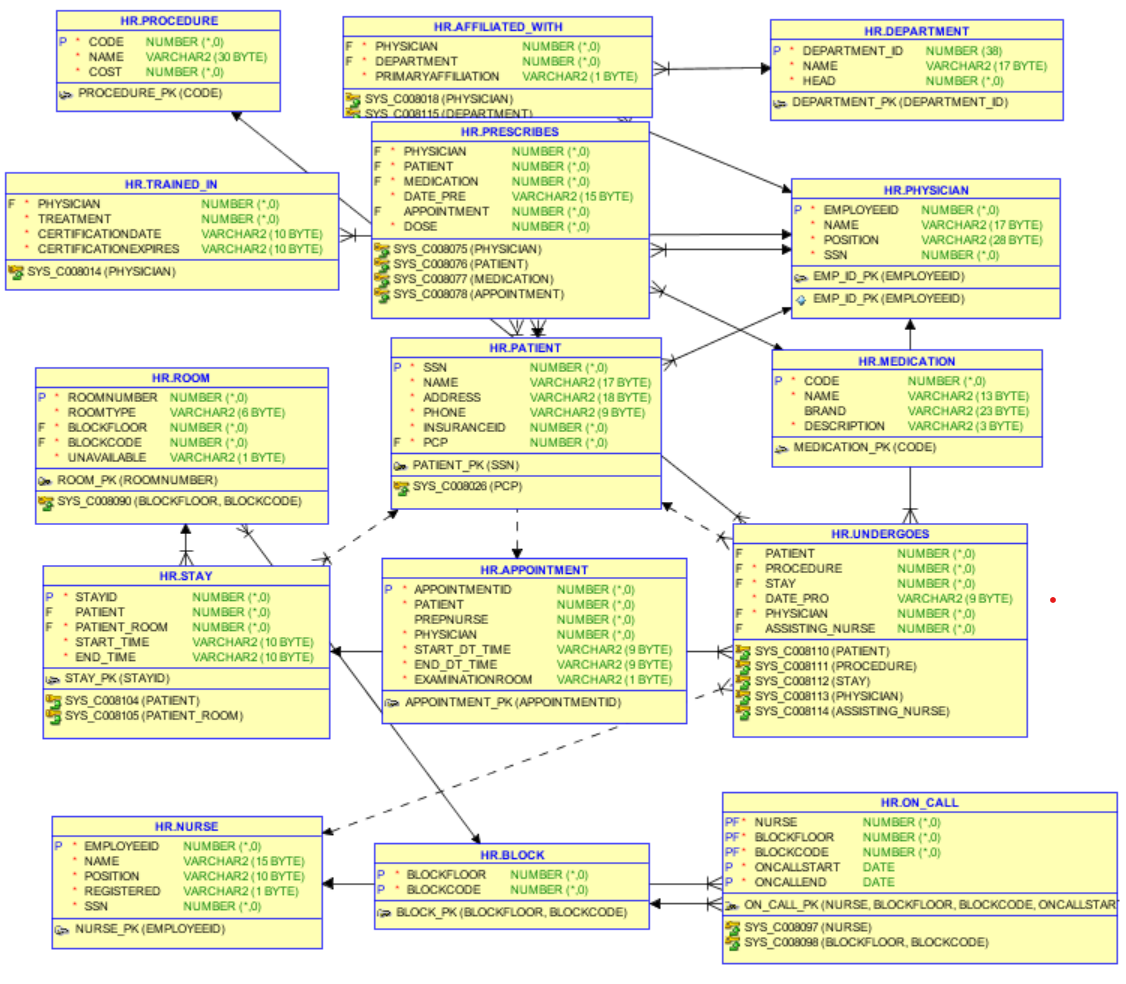 HR.PROCEDURE
P * CODE NUMBER (*,0)
* NAME VARCHAR2 (30 BYTE)
* COST NUMBER (*,0)
PROCEDURE_PK (CODE)
HR.AFFILIATED_WITH
F * PHYSICIAN NUMBER (*,0)
F * DEPARTMENT NUMBER (*,0)
* PRIMARYAFFILIATION VARCHAR2 (1 BYTE)
SYS_C008018 (PHYSICIAN)
SYS_C008115 (DEPARTMENT)
HR.DEPARTMENT
P * DEPARTMENT_ID NUMBER (38)
* NAME VARCHAR2 (17 BYTE)
* HEAD NUMBER (*,0)
DEPARTMENT_PK (DEPARTMENT_ID)
HR.PRESCRIBES
F * PHYSICIAN NUMBER (*,0)
F * PATIENT NUMBER (*,0)
F * MEDICATION NUMBER (*,0)
* DATE_PRE VARCHAR2 (15 BYTE)
F APPOINTMENT NUMBER (*,0)
* DOSE NUMBER (*,0)
SYS_C008075 (PHYSICIAN)
SYS_C008076 (PATIENT)
SYS_C008077 (MEDICATION)
SYS_C008078 (APPOINTMENT)
HR.TRAINED_IN
F * PHYSICIAN NUMBER (*,0)
* TREATMENT NUMBER (*,0)
* CERTIFICATIONDATE VARCHAR2 (10 BYTE)
* CERTIFICATIONEXPIRES VARCHAR2 (10 BYTE)
SYS_C008014 (PHYSICIAN)
HR.PHYSICIAN
P * EMPLOYEEID NUMBER (*,0)
* NAME VARCHAR2 (17 BYTE)
* POSITION VARCHAR2 (28 BYTE)
* SSN NUMBER (*,0)
EMP_ID_PK (EMPLOYEEID)
EMP_ID_PK (EMPLOYEEID)
HR.PATIENT
P * SSN NUMBER (*,0)
* NAME VARCHAR2 (17 BYTE)
* ADDRESS VARCHAR2 (18 BYTE)
* PHONE VARCHAR2 (9 BYTE)
* INSURANCEID NUMBER (*,0)
F * PCP NUMBER (*,0)
PATIENT_PK (SSN)
SYS_C008026 (PCP)
HR.MEDICATION
P * CODE NUMBER (*,0)
* NAME VARCHAR2 (13 BYTE)
BRAND VARCHAR2 (23 BYTE)
* DESCRIPTION VARCHAR2 (3 BYTE)
MEDICATION_PK (CODE)
HR.ROOM
P * ROOMNUMBER NUMBER (*,0)
* ROOMTYPE VARCHAR2 (6 BYTE)
F * BLOCKFLOOR NUMBER (*,0)
F * BLOCKCODE NUMBER (*,0)
* UNAVAILABLE VARCHAR2 (1 BYTE)
ROOM_PK (ROOMNUMBER)
SYS_C008090 (BLOCKFLOOR, BLOCKCODE)
HR.UNDERGOES
F PATIENT NUMBER (*,0)
F * PROCEDURE NUMBER (*,0)
F * STAY NUMBER (*,0)
* DATE_PRO VARCHAR2 (9 BYTE)
F * PHYSICIAN NUMBER (*,0)
F ASSISTING_NURSE NUMBER (*,0)
SYS_C008110 (PATIENT)
SYS_C008111 (PROCEDURE)
SYS_C008112 (STAY)
SYS_C008113 (PHYSICIAN)
SYS_C008114 (ASSISTING_NURSE)
HR.STAY
P * STAYID NUMBER (*,0)
F PATIENT NUMBER (*,0)
F * PATIENT_ROOM NUMBER (*,0)
* START_TIME VARCHAR2 (10 BYTE)
* END_TIME VARCHAR2 (10 BYTE)
STAY_PK (STAYID)
SYS_C008104 (PATIENT)
SYS_C008105 (PATIENT_ROOM)
HR.APPOINTMENT
P * APPOINTMENTID NUMBER (*,0)
* PATIENT NUMBER (*,0)
PREPNURSE NUMBER (*,0)
* PHYSICIAN NUMBER (*,0)
* START_DT_TIME VARCHAR2 (9 BYTE)
* END_DT_TIME VARCHAR2 (9 BYTE)
* EXAMINATIONROOM VARCHAR2 (1 BYTE)
APPOINTMENT_PK (APPOINTMENTID)
HR.NURSE
P * EMPLOYEEID NUMBER (*,0)
* NAME VARCHAR2 (15 BYTE)
* POSITION VARCHAR2 (10 BYTE)
* REGISTERED VARCHAR2 (1 BYTE)
* SSN NUMBER (*,0)
NURSE_PK (EMPLOYEEID)
HR.BLOCK
P * BLOCKFLOOR NUMBER (*,0)
P * BLOCKCODE NUMBER (*,0)
BLOCK_PK (BLOCKFLOOR, BLOCKCODE)
HR.ON_CALL
PF* NURSE NUMBER (*,0)
PF* BLOCKFLOOR NUMBER (*,0)
PF* BLOCKCODE NUMBER (*,0)
P * ONCALLSTART DATE
P * ONCALLEND DATE
ON_CALL_PK (NURSE, BLOCKFLOOR, BLOCKCODE, ONCALLSTAR
SYS_C008097 (NURSE)
SYS_C008098 (BLOCKFLOOR, BLOCKCODE)